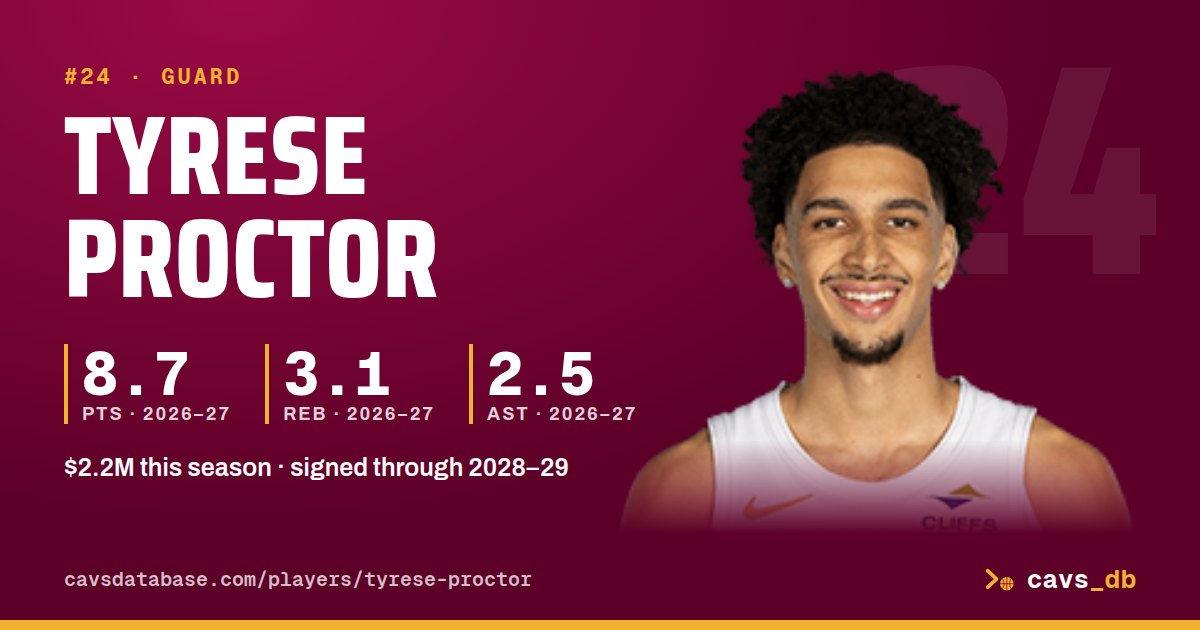 #24 · GUARD
24
TYRESE
PROCTOR
8.7
PTS · 2026–27
3.1
REB · 2026–27
2.5
AST · 2026–27
$2.2M this season · signed through 2028–29
CLIFFS
cavsdatabase.com/players/tyrese-proctor
cavs_db